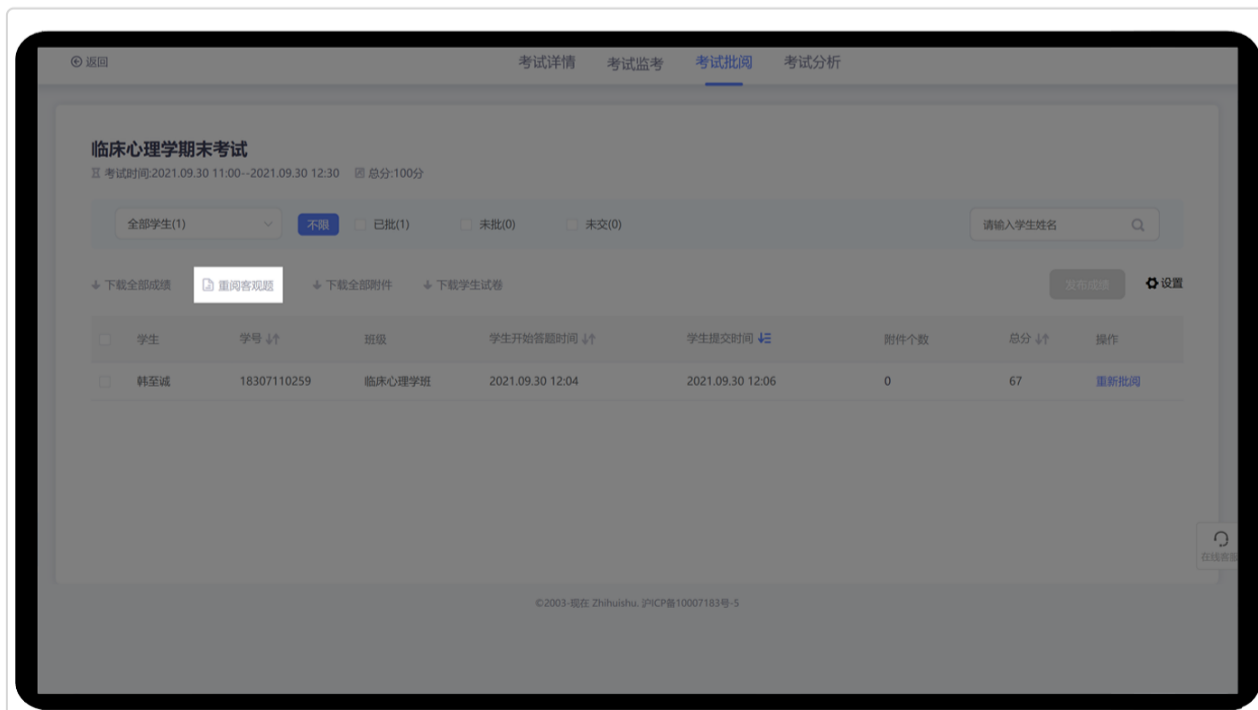 返回 考试详情 考试监考 考试批阅 考试分析
临床心理学期末考试
考试时间:2021.09.30 11:00--2021.09.30 12:30 总分:100分
全部学生(1) 不限 已批(1) 未批(0) 未交(0) 请输入学生姓名
下载全部成绩 重阅客观题 下载全部附件 下载学生试卷 发布成绩 设置
学生 学号 班级 学生开始答题时间 学生提交时间 附件个数 总分 操作
韩至诚 18307110259 临床心理学班 2021.09.30 12:04 2021.09.30 12:06 0 67 重新批阅
在线客服
©2003-现在 Zhihuishu. 沪ICP备10007183号-5